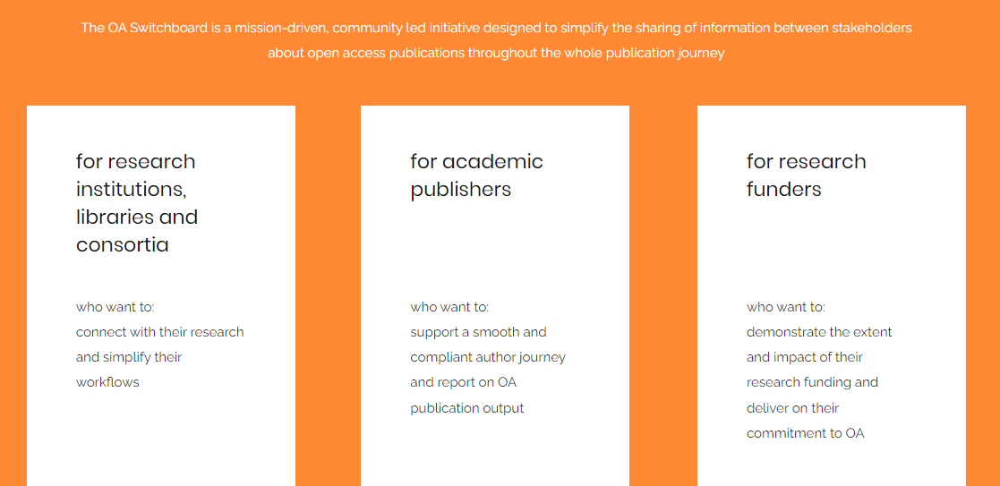 The OA Switchboard is a mission-driven, community led initiative designed to simplify the sharing of information between stakeholders
about open access publications throughout the whole publication journey
for research
institutions,
libraries and
consortia
who want to:
connect with their research
and simplify their
workflows
for academic
publishers
who want to:
support a smooth and
compliant author journey
and report on OA
publication output
for research
funders
who want to:
demonstrate the extent
and impact of their
research funding and
deliver on their
commitment to OA